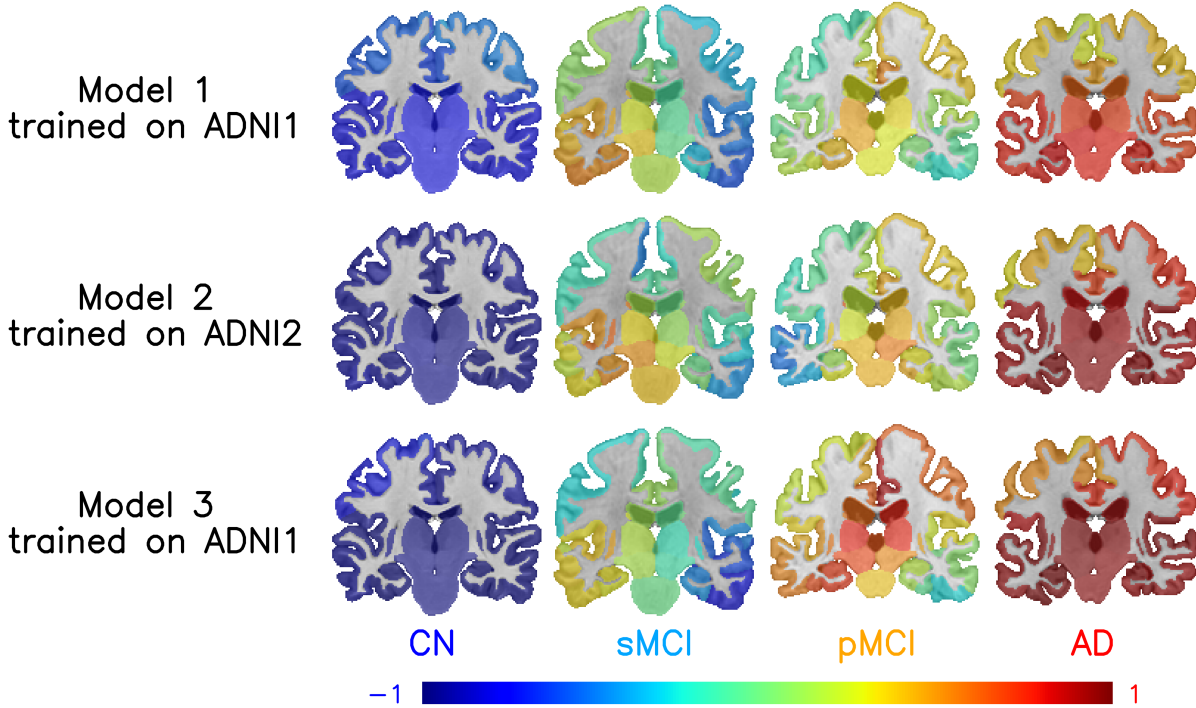 Model 1
trained on ADNI1
Model 2
trained on ADNI2
Model 3
trained on ADNI1
CN sMCI pMCI AD
−1 1